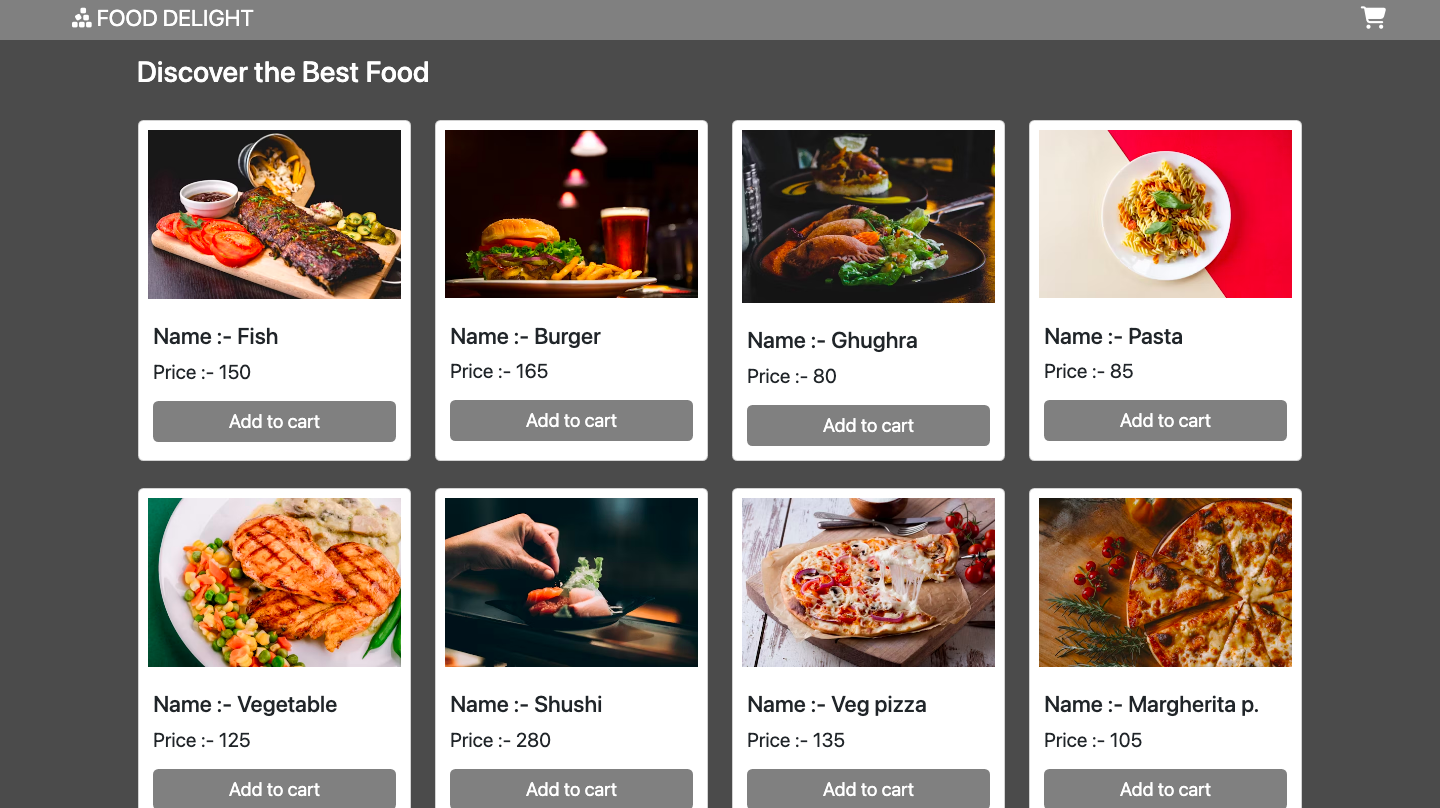 FOOD DELIGHT
Discover the Best Food
Name :- Fish
Price :- 150
Add to cart
Name :- Burger
Price :- 165
Add to cart
Name :- Ghughra
Price :- 80
Add to cart
Name :- Pasta
Price :- 85
Add to cart
Name :- Vegetable
Price :- 125
Add to cart
Name :- Shushi
Price :- 280
Add to cart
Name :- Veg pizza
Price :- 135
Add to cart
Name :- Margherita p.
Price :- 105
Add to cart